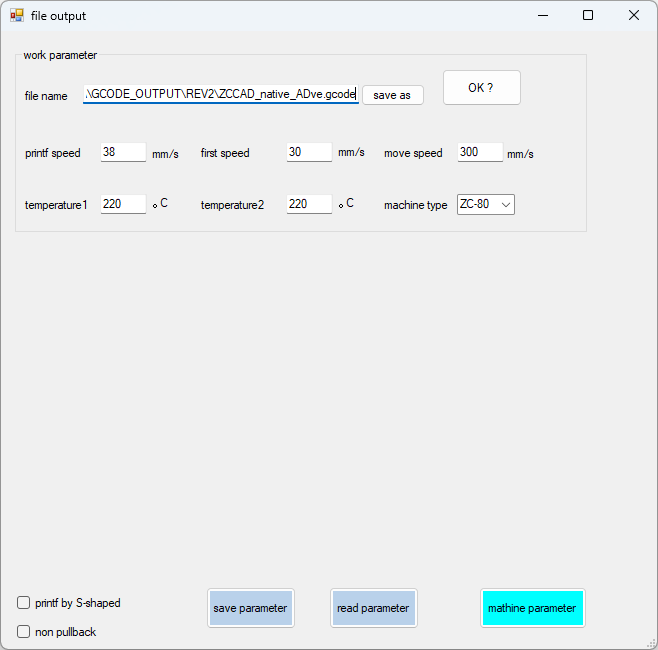 file output
work parameter
file name .\GCODE_OUTPUT\REV2\ZCCAD_native_ADve.gcode save as OK ?
printf speed 38 mm/s first speed 30 mm/s move speed 300 mm/s
temperature1 220 ∘C temperature2 220 ∘C machine type ZC-80
printf by S-shaped save parameter read parameter mathine parameter
non pullback